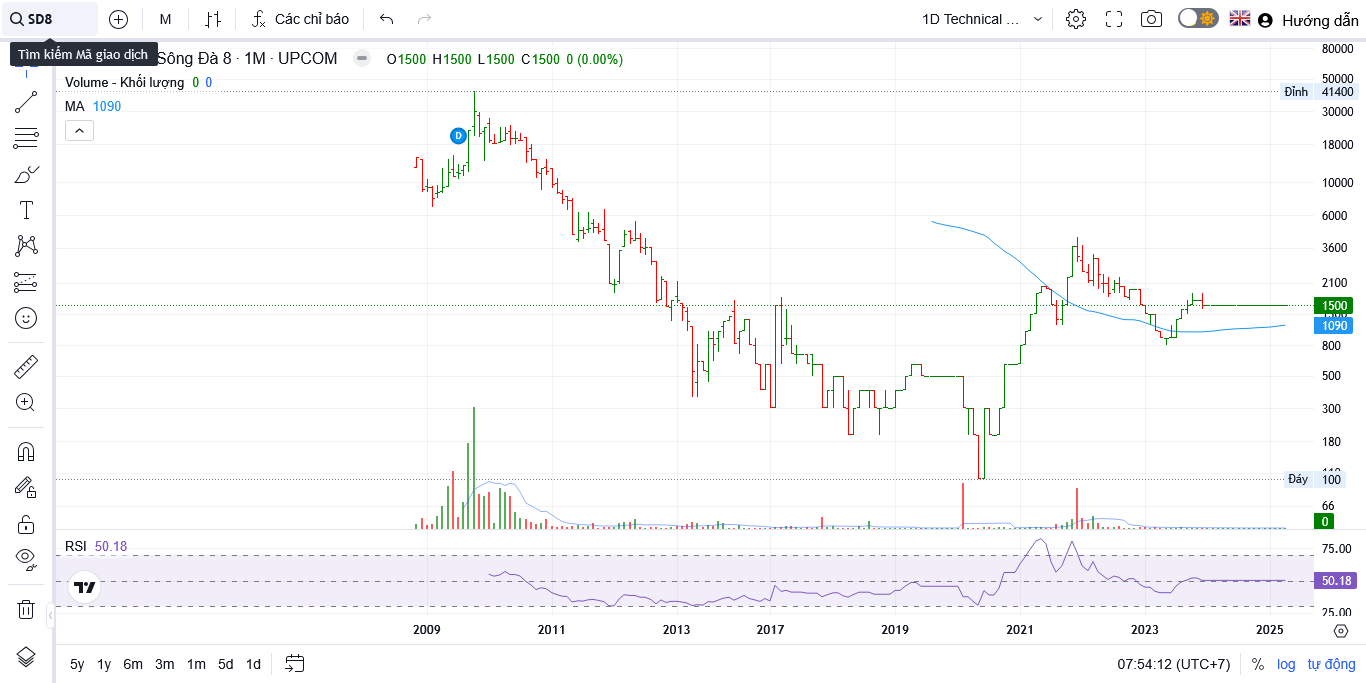 SD8
M
Các chỉ báo
1D Technical ...
Hướng dẫn
Tìm kiếm Mã giao dịch
Sông Đà 8 · 1M · UPCOM
O1500 H1500 L1500 C1500 0 (0.00%)
Volume - Khối lượng 0 0
MA 1090
D
80000
50000
Đỉnh 41400
30000
18000
10000
6000
3600
2100
1500
1090
800
500
300
180
Đáy 100
66
0
RSI 50.18
75.00
50.18
25.00
2009 2011 2013 2017 2019 2021 2023 2025
5y 1y 6m 3m 1m 5d 1d
07:54:12 (UTC+7) % log tự động